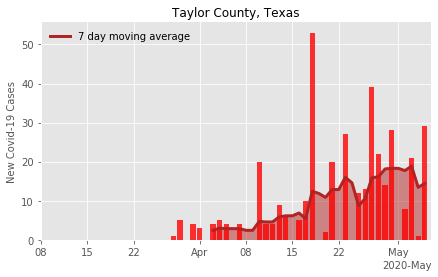 Taylor County, Texas
7 day moving average
New Covid-19 Cases
50
40
30
20
10
0
08 15 22 Apr 08 15 22 May
2020-May